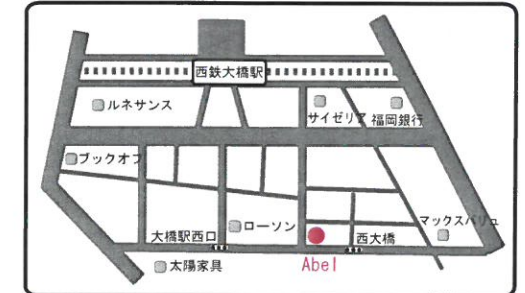 西鉄大橋駅
ルネサンス
サイゼリア
福岡銀行
ブックオフ
マックスバリュ
大橋駅西口
ローソン
西大橋
太陽家具
Abel